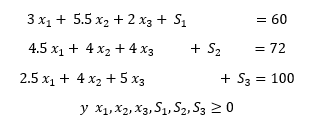 3 x₁ + 5.5 x₂ + 2 x₃ + S₁ = 60
4.5 x₁ + 4 x₂ + 4 x₃ + S₂ = 72
2.5 x₁ + 4 x₂ + 5 x₃ + S₃ = 100
y x₁, x₂, x₃, S₁, S₂, S₃ ≥ 0